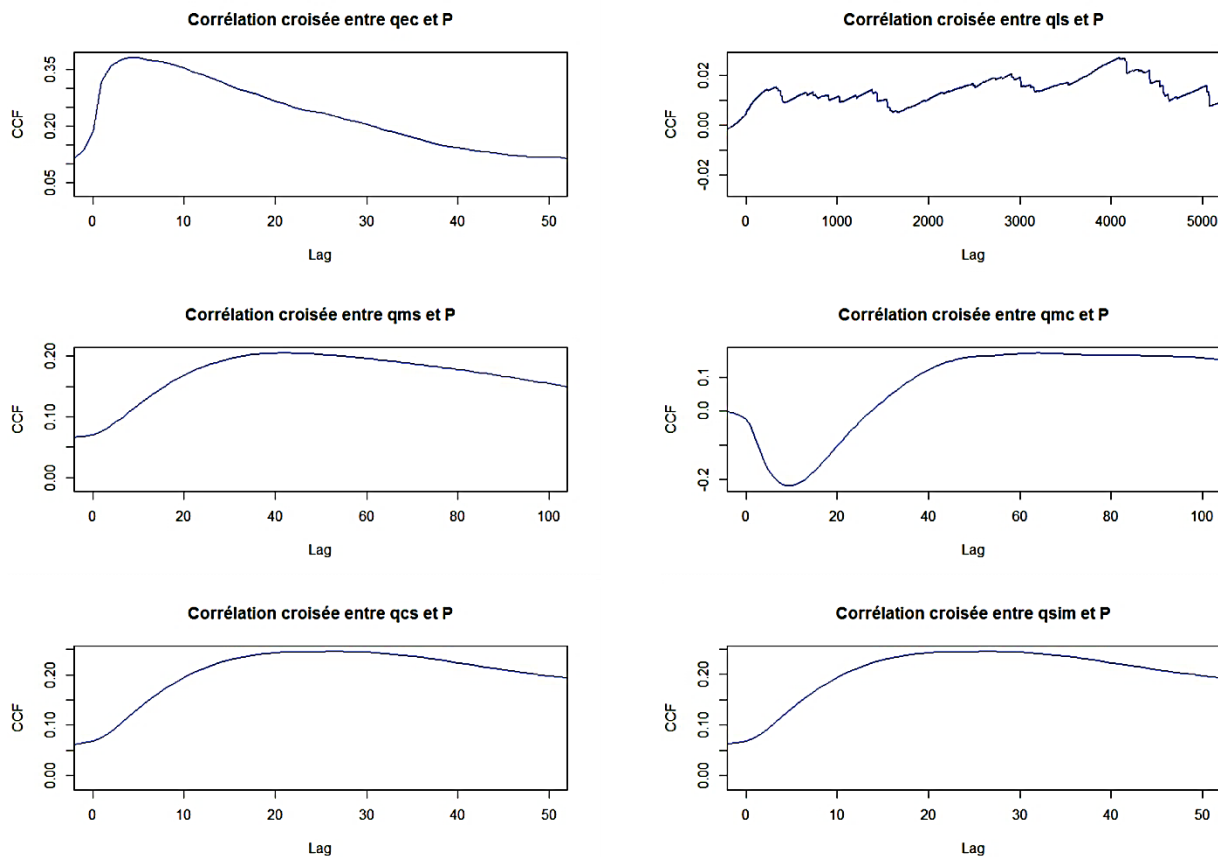 Corrélation croisée entre qec et P
CCF
0.05 0.20 0.35
0 10 20 30 40 50
Lag
Corrélation croisée entre qls et P
CCF
-0.02 0.00 0.02
0 1000 2000 3000 4000 5000
Lag
Corrélation croisée entre qms et P
CCF
0.00 0.10 0.20
0 20 40 60 80 100
Lag
Corrélation croisée entre qmc et P
CCF
-0.2 0.0 0.1
0 20 40 60 80 100
Lag
Corrélation croisée entre qcs et P
CCF
0.00 0.10 0.20
0 10 20 30 40 50
Lag
Corrélation croisée entre qsim et P
CCF
0.00 0.10 0.20
0 10 20 30 40 50
Lag